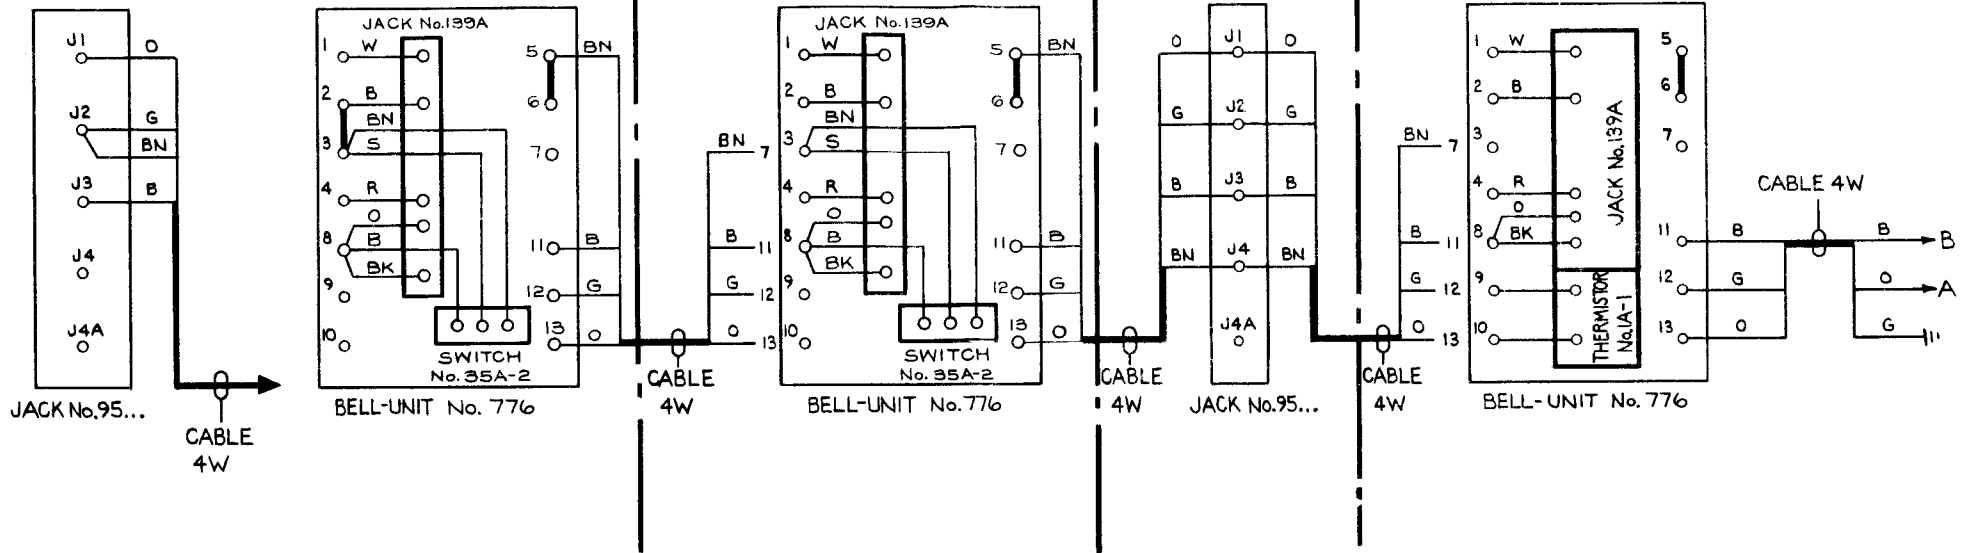 J1 O
J2 G
BN
J3 B
J4
J4A
JACK No.95...
CABLE
4W
JACK No.139A
1 W
2 B
BN
3 S
4 R
O
8 B
BK
9
10
5 BN
6
7
11 B
12 G
13 O
SWITCH
No. 35A-2
BELL-UNIT No. 776
CABLE
4W
BN 7
B 11
G 12
O 13
JACK No.139A
1 W
2 B
BN
3 S
4 R
O
8 B
BK
9
10
5 BN
6
7
11 B
12 G
13 O
SWITCH
No. 35A-2
BELL-UNIT No. 776
CABLE
4W
O J1 O
G J2 G
B J3 B
BN J4 BN
J4A
JACK No.95...
CABLE
4W
BN 7
B 11
G 12
O 13
1 W
2 B
3
4 R
O
8 BK
9
10
JACK No.139A
THERMISTOR
No.1A-1
5
6
7
11 B
12 G
13 O
BELL-UNIT No. 776
CABLE 4W
B B
O A
G